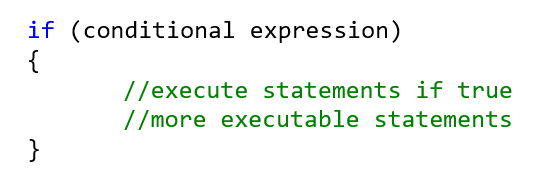 if (conditional expression)
{
//execute statements if true
//more executable statements
}